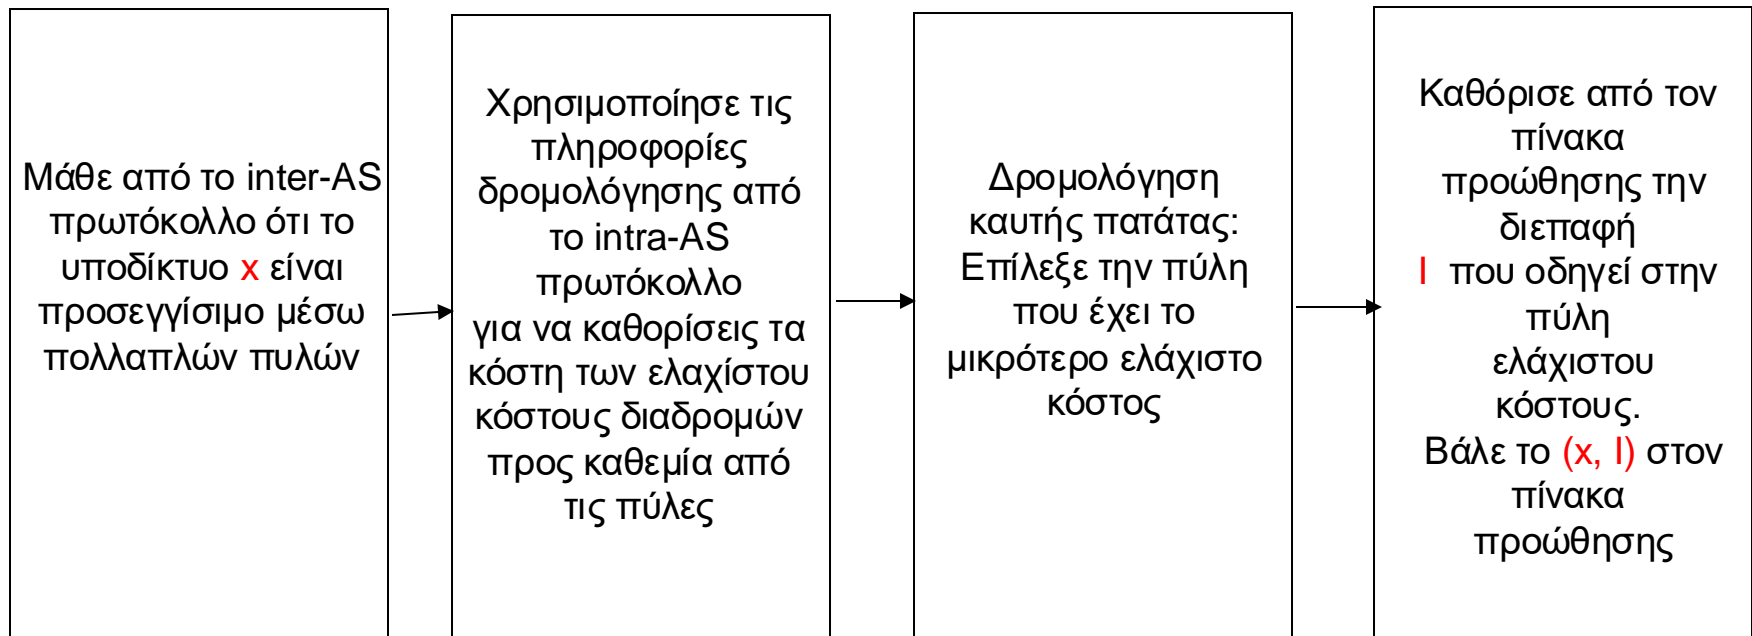 Μάθε από το inter-AS
πρωτόκολλο ότι το
υποδίκτυο x είναι
προσεγγίσιμο μέσω
πολλαπλών πυλών
Χρησιμοποίησε τις
πληροφορίες
δρομολόγησης από
το intra-AS
πρωτόκολλο
για να καθορίσεις τα
κόστη των ελαχίστου
κόστους διαδρομών
προς καθεμία από
τις πύλες
Δρομολόγηση
καυτής πατάτας:
Επίλεξε την πύλη
που έχει το
μικρότερο ελάχιστο
κόστος
Καθόρισε από τον
πίνακα
προώθησης την
διεπαφή
I που οδηγεί στην
πύλη
ελάχιστου
κόστους.
Βάλε το (x, I) στον
πίνακα
προώθησης